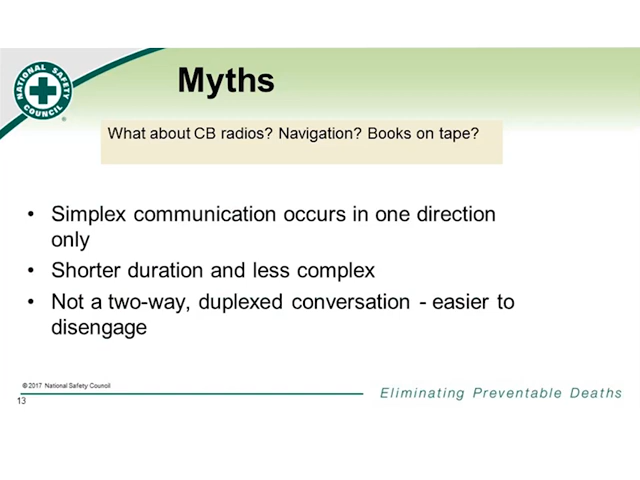 NATIONAL SAFETY
COUNCIL
®
Myths
What about CB radios? Navigation? Books on tape?
• Simplex communication occurs in one direction
only
• Shorter duration and less complex
• Not a two-way, duplexed conversation - easier to
disengage
© 2017 National Safety Council
Eliminating Preventable Deaths
13